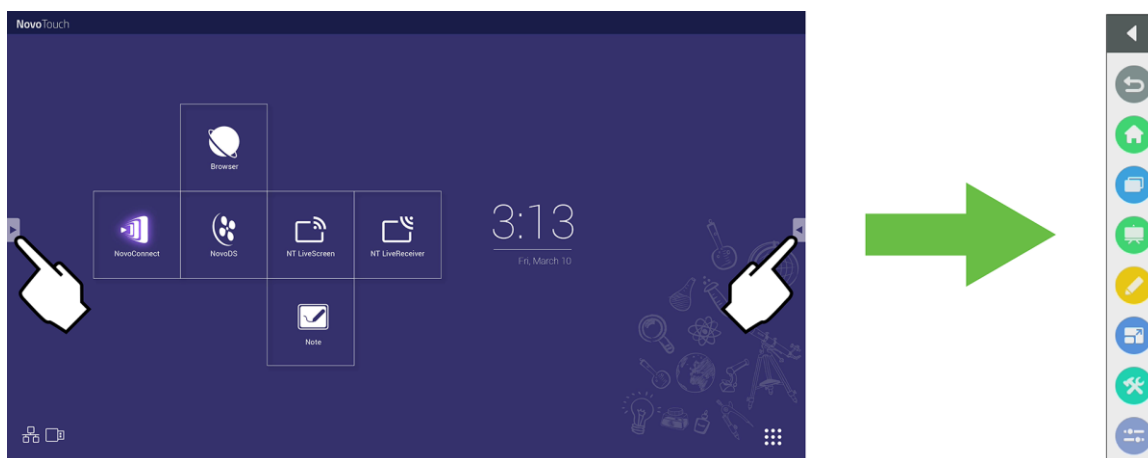 NovoTouch
Browser
NovoConnect
NovoDS
NT LiveScreen
NT LiveReceiver
3:13
Fri, March 10
Note